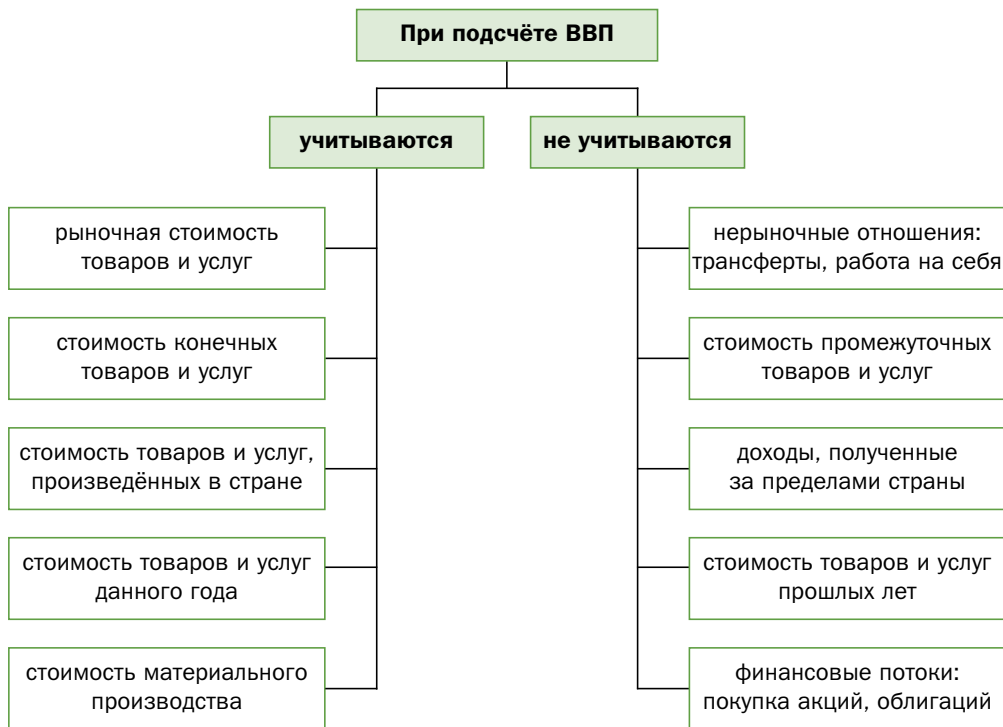 При подсчёте ВВП
учитываются
не учитываются
рыночная стоимость
товаров и услуг
нерыночные отношения:
трансферты, работа на себя
стоимость конечных
товаров и услуг
стоимость промежуточных
товаров и услуг
стоимость товаров и услуг,
произведённых в стране
доходы, полученные
за пределами страны
стоимость товаров и услуг
данного года
стоимость товаров и услуг
прошлых лет
стоимость материального
производства
финансовые потоки:
покупка акций, облигаций